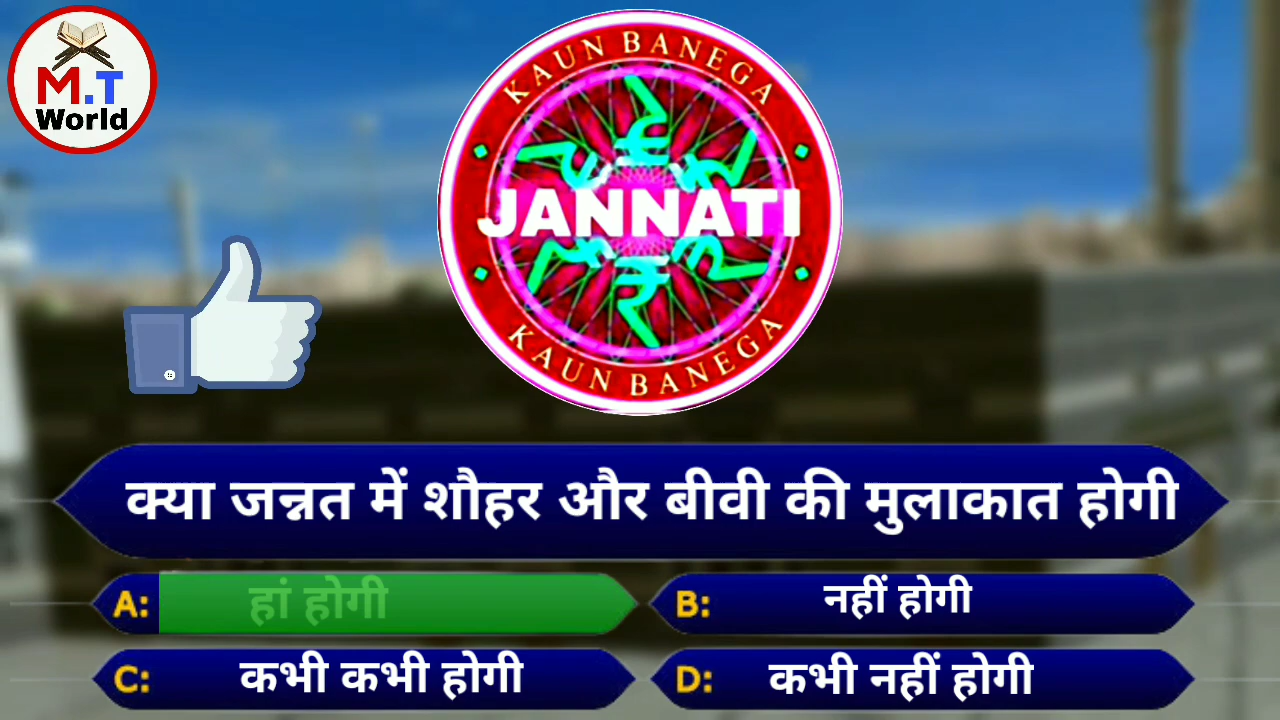 M.T
World
KAUN BANEGA
JANNATI
KAUN BANEGA
क्या जन्नत में शौहर और बीवी की मुलाकात होगी
A: हां होगी
B: नहीं होगी
C: कभी कभी होगी
D: कभी नहीं होगी